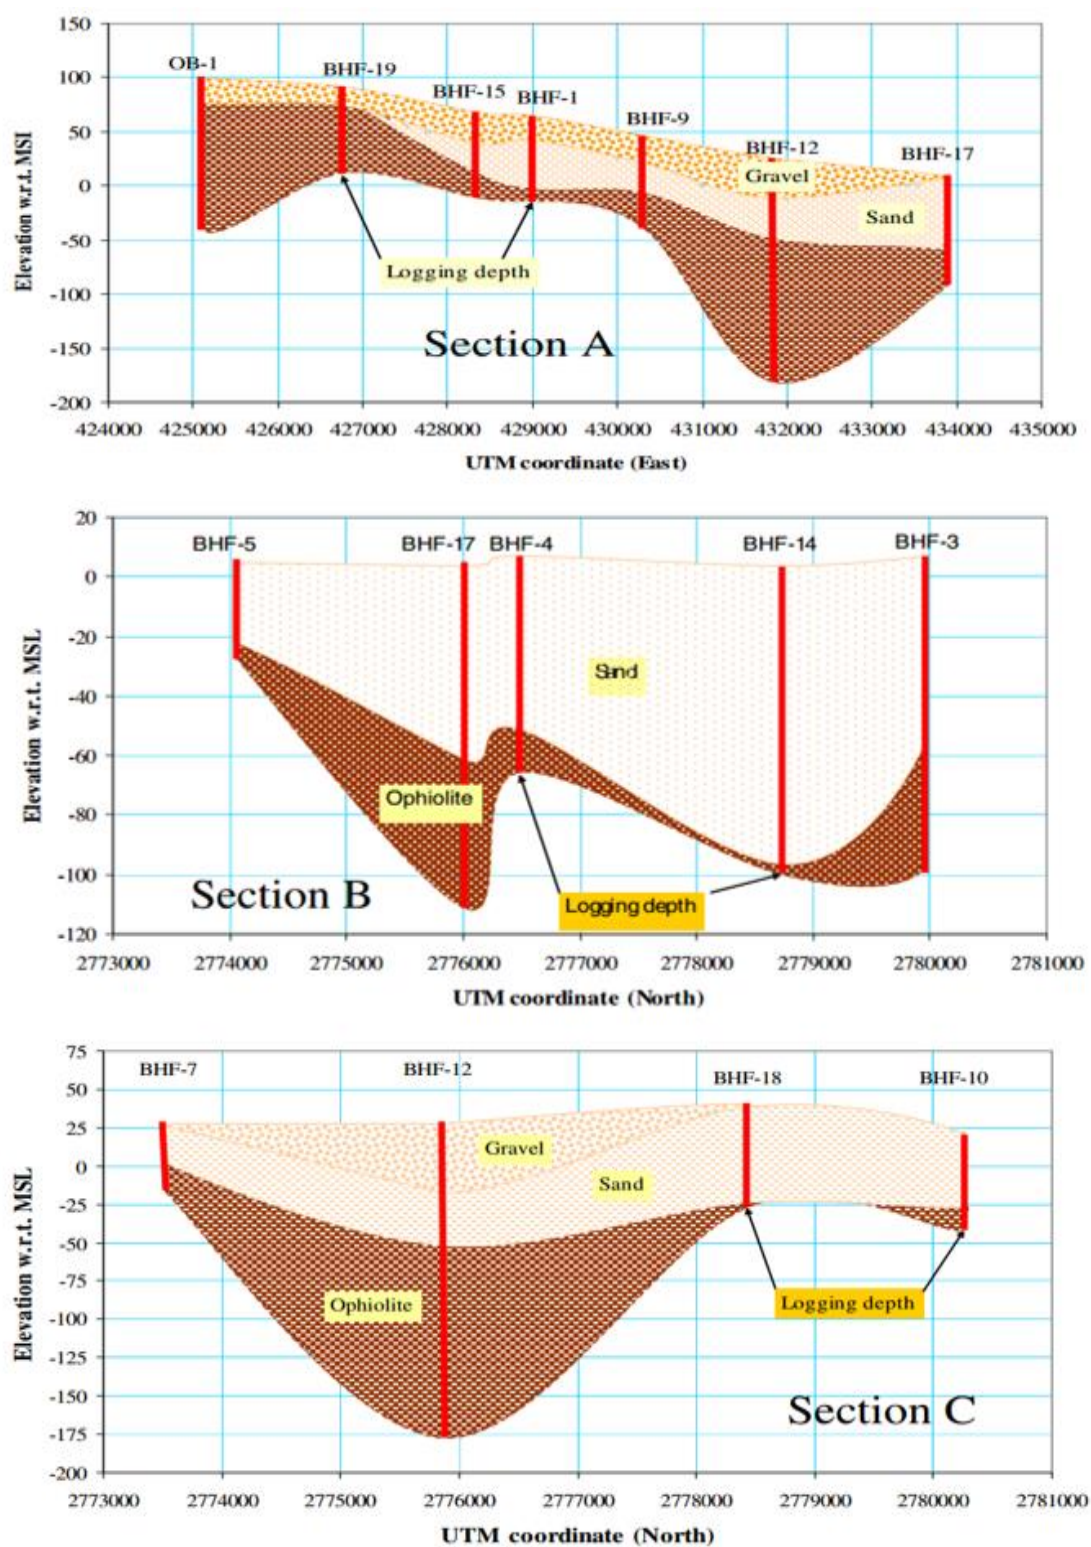 150
100
50
0
-50
-100
-150
-200
Elevation w.r.t. MSI
OB-1
BHF-19
BHF-15
BHF-1
BHF-9
BHF-12
BHF-17
Gravel
Sand
Logging depth
Section A
424000 425000 426000 427000 428000 429000 430000 431000 432000 433000 434000 435000
UTM coordinate (East)
20
0
-20
-40
-60
-80
-100
-120
Elevation w.r.t. MSL
BHF-5
BHF-17
BHF-4
BHF-14
BHF-3
Sand
Ophiolite
Logging depth
Section B
2773000 2774000 2775000 2776000 2777000 2778000 2779000 2780000 2781000
UTM coordinate (North)
75
50
25
0
-25
-50
-75
-100
-125
-150
-175
-200
Elevation w.r.t. MSL
BHF-7
BHF-12
BHF-18
BHF-10
Gravel
Sand
Ophiolite
Logging depth
Section C
2773000 2774000 2775000 2776000 2777000 2778000 2779000 2780000 2781000
UTM coordinate (North)